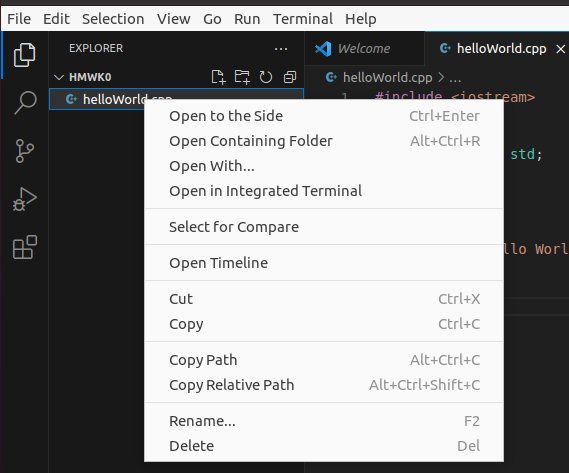 File Edit Selection View Go Run Terminal Help
EXPLORER
Welcome
helloWorld.cpp
HMWK0
helloWorld.cpp > ...
helloWorld.cpp
1 #include <iostream>
std;
Open to the Side Ctrl+Enter
Open Containing Folder Alt+Ctrl+R
Open With...
Open in Integrated Terminal
Select for Compare
llo Worl
Open Timeline
Cut Ctrl+X
Copy Ctrl+C
Copy Path Alt+Ctrl+C
Copy Relative Path Alt+Ctrl+Shift+C
Rename... F2
Delete Del